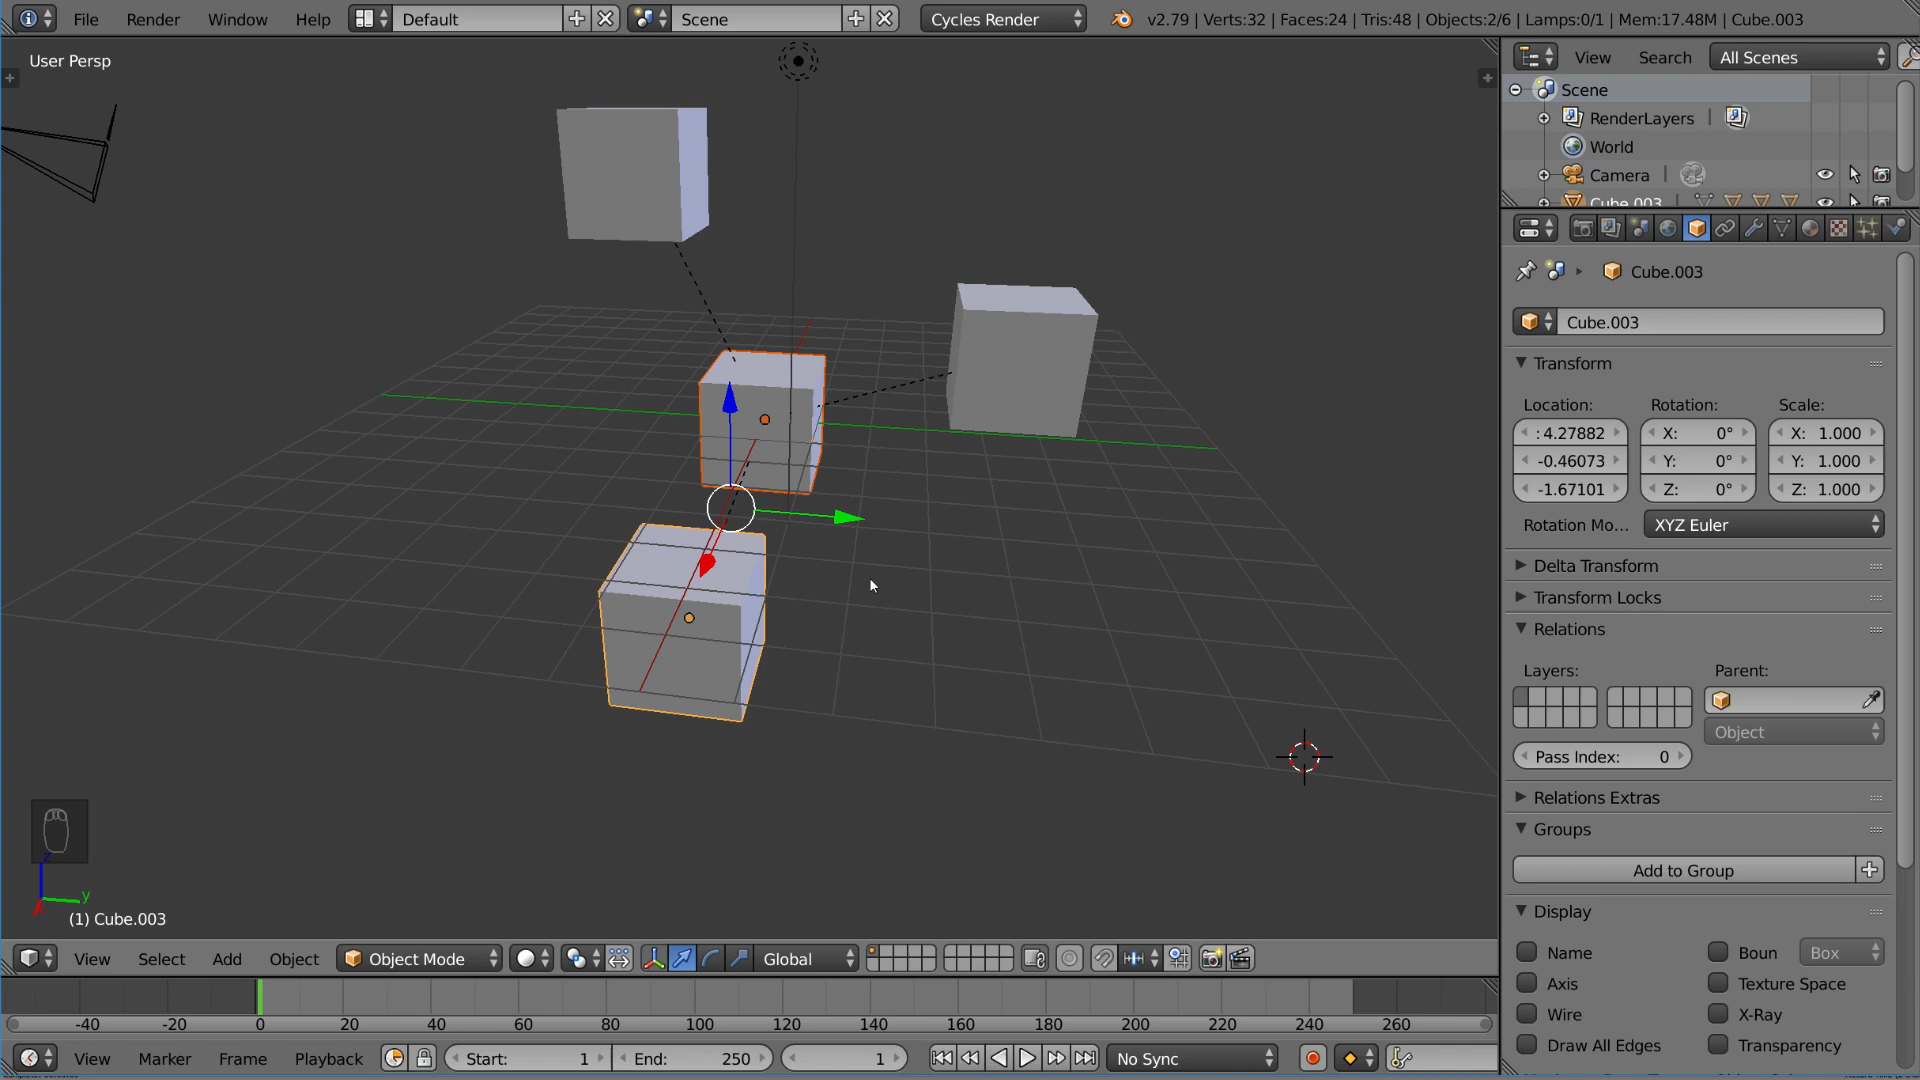 File Render Window Help Default Scene Cycles Render v2.79 | Verts:32 | Faces:24 | Tris:48 | Objects:2/6 | Lamps:0/1 | Mem:17.48M | Cube.003
User Persp
View Search All Scenes
Scene
RenderLayers
World
Camera
Cube.003
Cube.003
Cube.003
Transform
Location: Rotation: Scale:
: 4.27882 X: 0° X: 1.000
-0.46073 Y: 0° Y: 1.000
-1.67101 Z: 0° Z: 1.000
Rotation Mo... XYZ Euler
Delta Transform
Transform Locks
Relations
Layers: Parent:
Object
Pass Index: 0
Relations Extras
Groups
Add to Group
Display
Name Boun Box
Axis Texture Space
Wire X-Ray
Draw All Edges Transparency
z
y
(1) Cube.003
View Select Add Object Object Mode Global
-40 -20 0 20 40 60 80 100 120 140 160 180 200 220 240 260
View Marker Frame Playback Start: 1 End: 250 1 No Sync